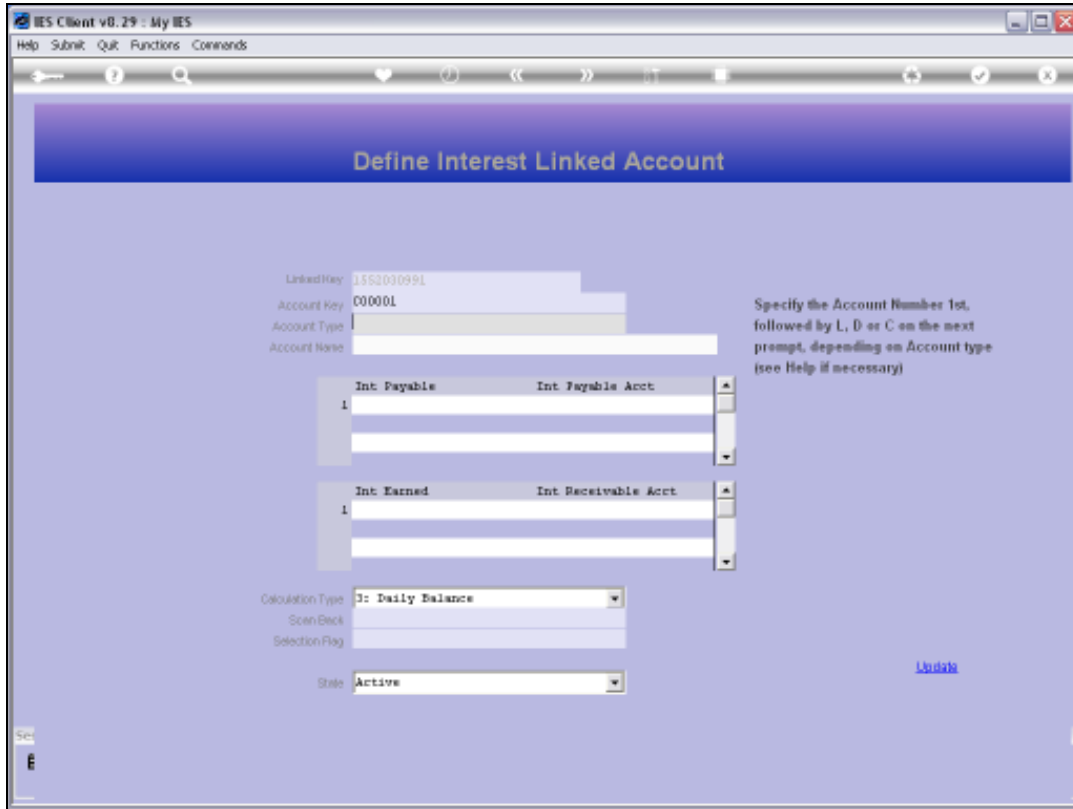 IES Client v8.29 : My IES
Help Submit Quit Functions Commands
Define Interest Linked Account
Linked Key 1552030991
Account Key C00001
Account Type
Account Name
Specify the Account Number 1st,
followed by L, D or C on the next
prompt, depending on Account type
(see Help if necessary)
Int Payable Int Payable Acct
1
Int Earned Int Receivable Acct
1
Calculation Type 3: Daily Balance
Scan Back
Selection Flag
State Active
Update